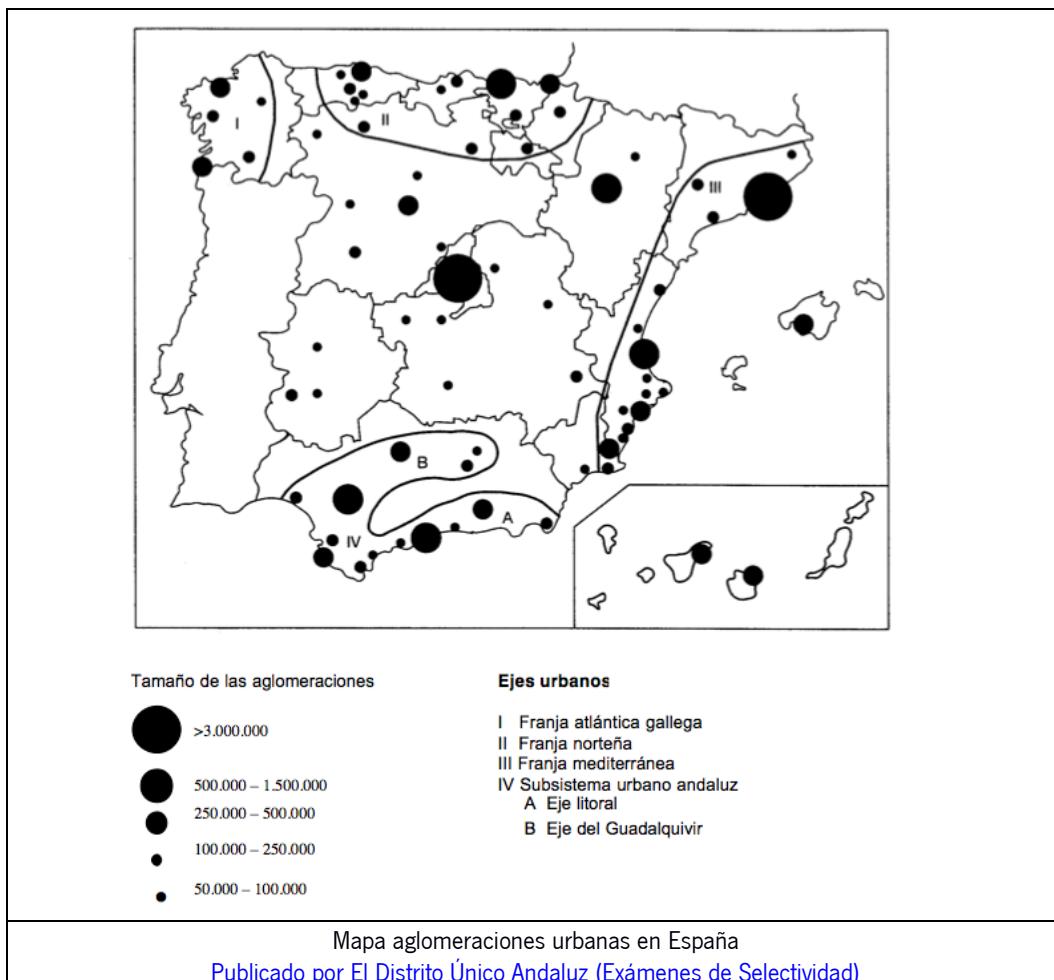 I
II
III
B
A
IV
Tamaño de las aglomeraciones
>3.000.000
500.000 – 1.500.000
250.000 – 500.000
100.000 – 250.000
50.000 – 100.000
Ejes urbanos
I Franja atlántica gallega
II Franja norteña
III Franja mediterránea
IV Subsistema urbano andaluz
A Eje litoral
B Eje del Guadalquivir
Mapa aglomeraciones urbanas en España
Publicado por El Distrito Único Andaluz (Exámenes de Selectividad)